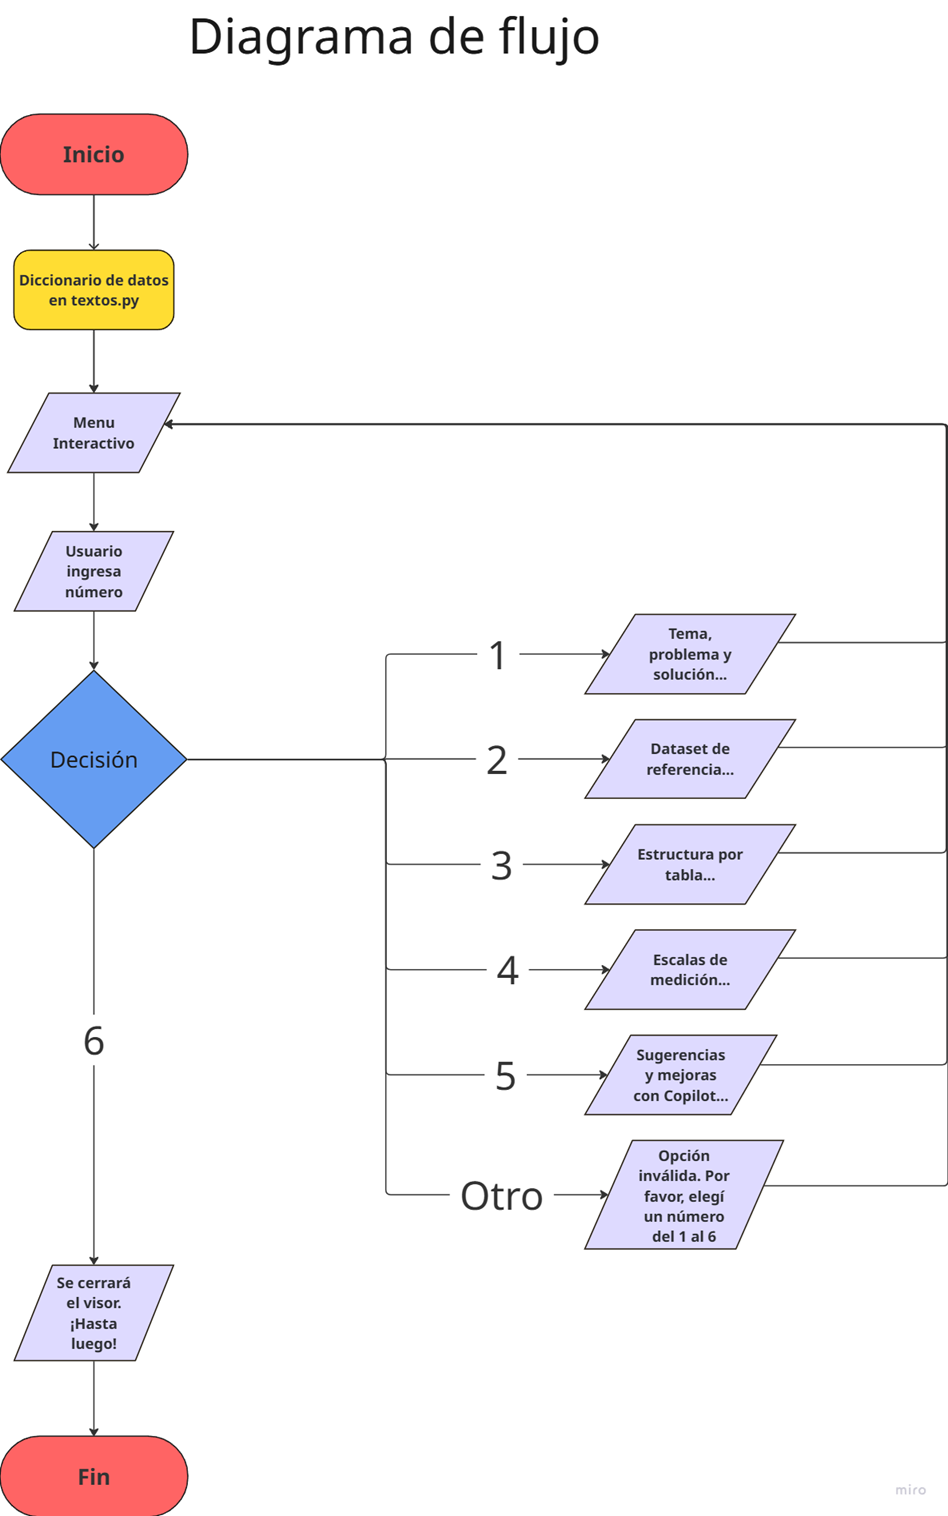 Diagrama de flujo
Inicio
Diccionario de datos
en textos.py
Menu
Interactivo
Usuario
ingresa
número
Decisión
1
Tema,
problema y
solución...
2
Dataset de
referencia...
3
Estructura por
tabla...
4
Escalas de
medición...
5
Sugerencias
y mejoras
con Copilot...
Otro
Opción
inválida. Por
favor, elegí
un número
del 1 al 6
6
Se cerrará
el visor.
¡Hasta
luego!
Fin
miro